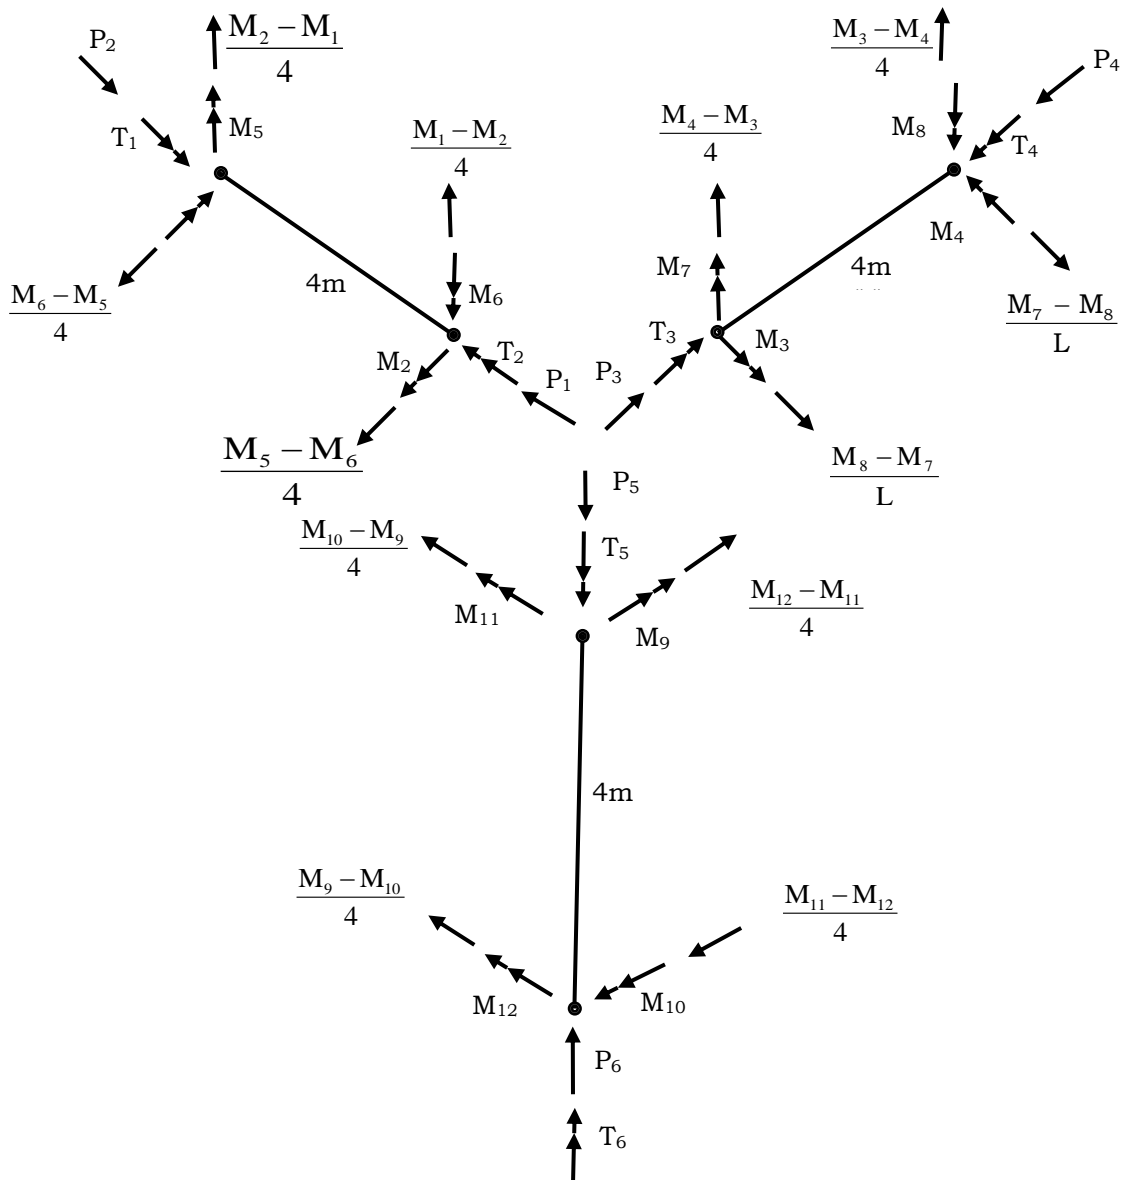 P₂
M₂ − M₁
4
M₃ − M₄
4
P₄
T₁
M₅
M₁ − M₂
4
M₄ − M₃
4
M₈
T₄
M₄
M₆ − M₅
4
4m
M₆
M₇
4m
M₇ − M₈
L
M₂
T₂
P₁
P₃
T₃
M₃
M₅ − M₆
4
M₈ − M₇
L
P₅
M₁₀ − M₉
4
T₅
M₁₁
M₉
M₁₂ − M₁₁
4
4m
M₉ − M₁₀
4
M₁₁ − M₁₂
4
M₁₂
M₁₀
P₆
T₆